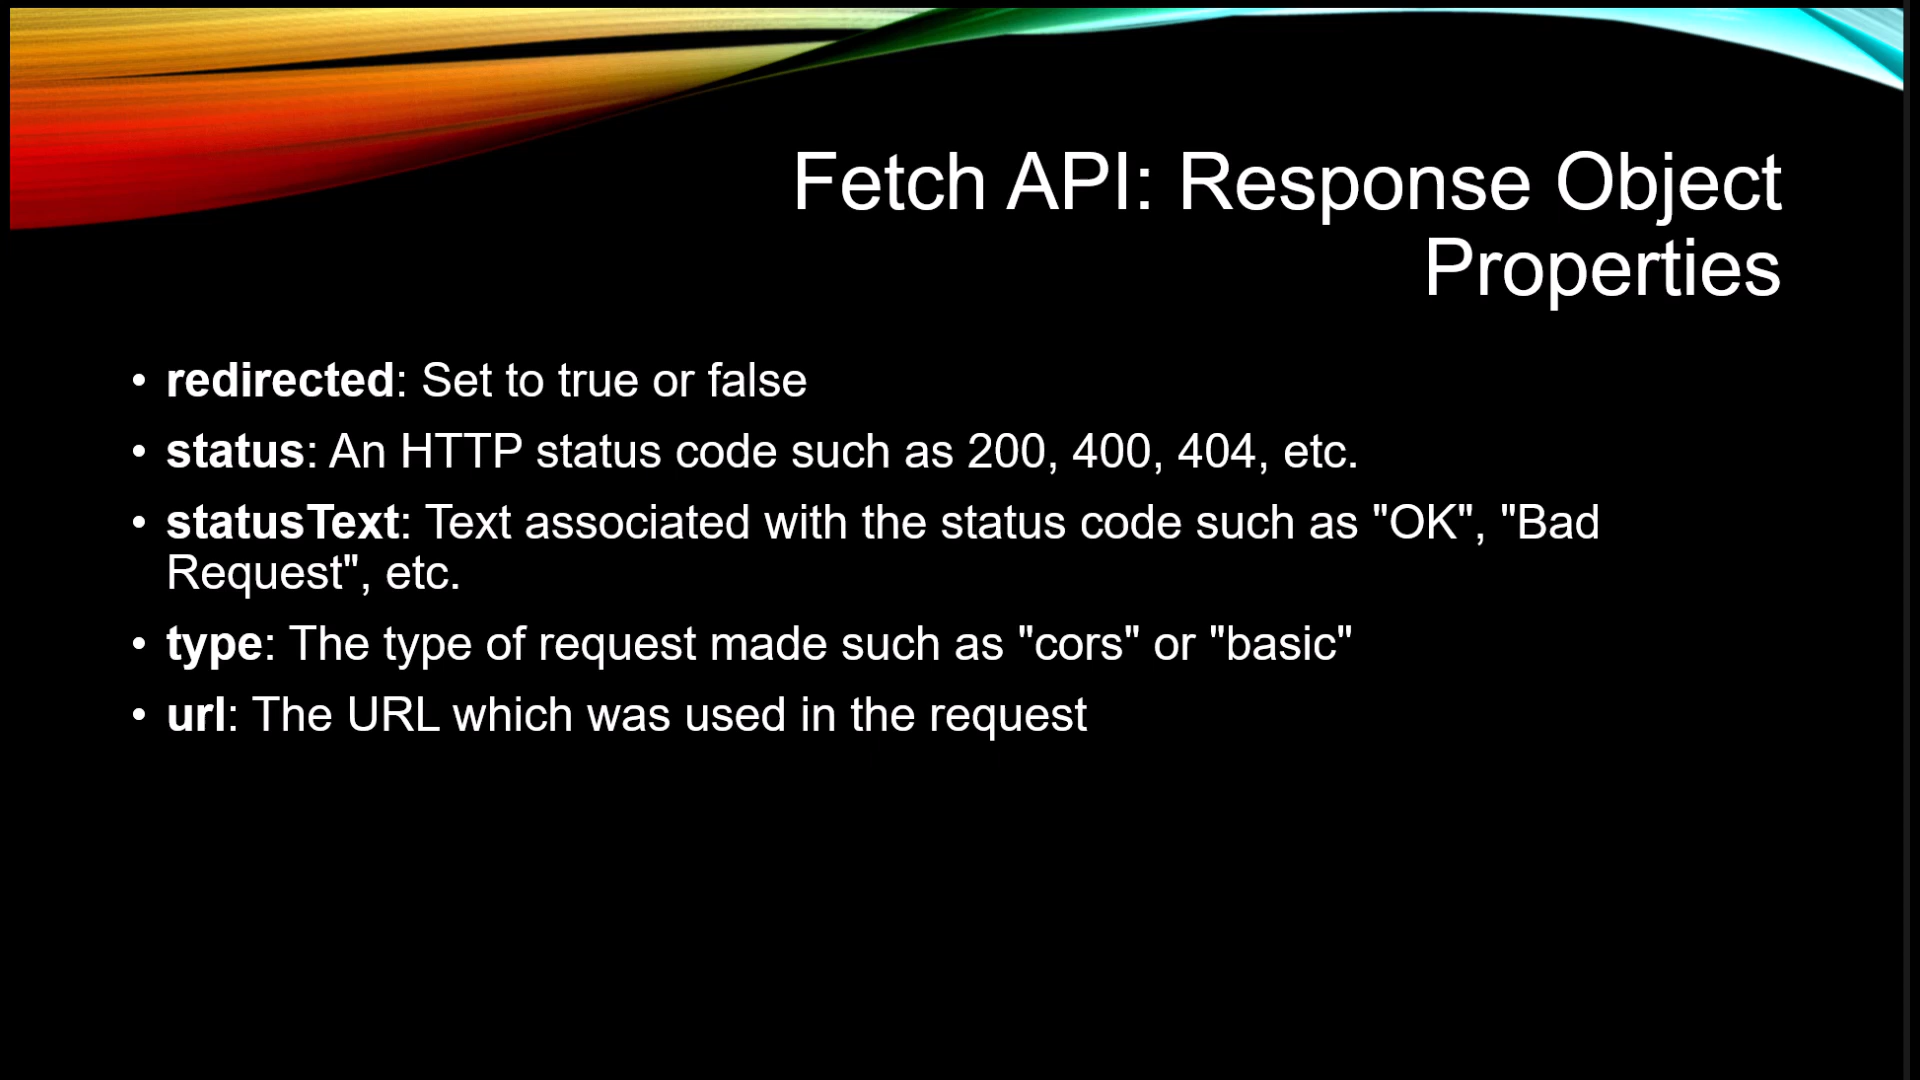 Fetch API: Response Object
Properties
• redirected: Set to true or false
• status: An HTTP status code such as 200, 400, 404, etc.
• statusText: Text associated with the status code such as "OK", "Bad
Request", etc.
• type: The type of request made such as "cors" or "basic"
• url: The URL which was used in the request